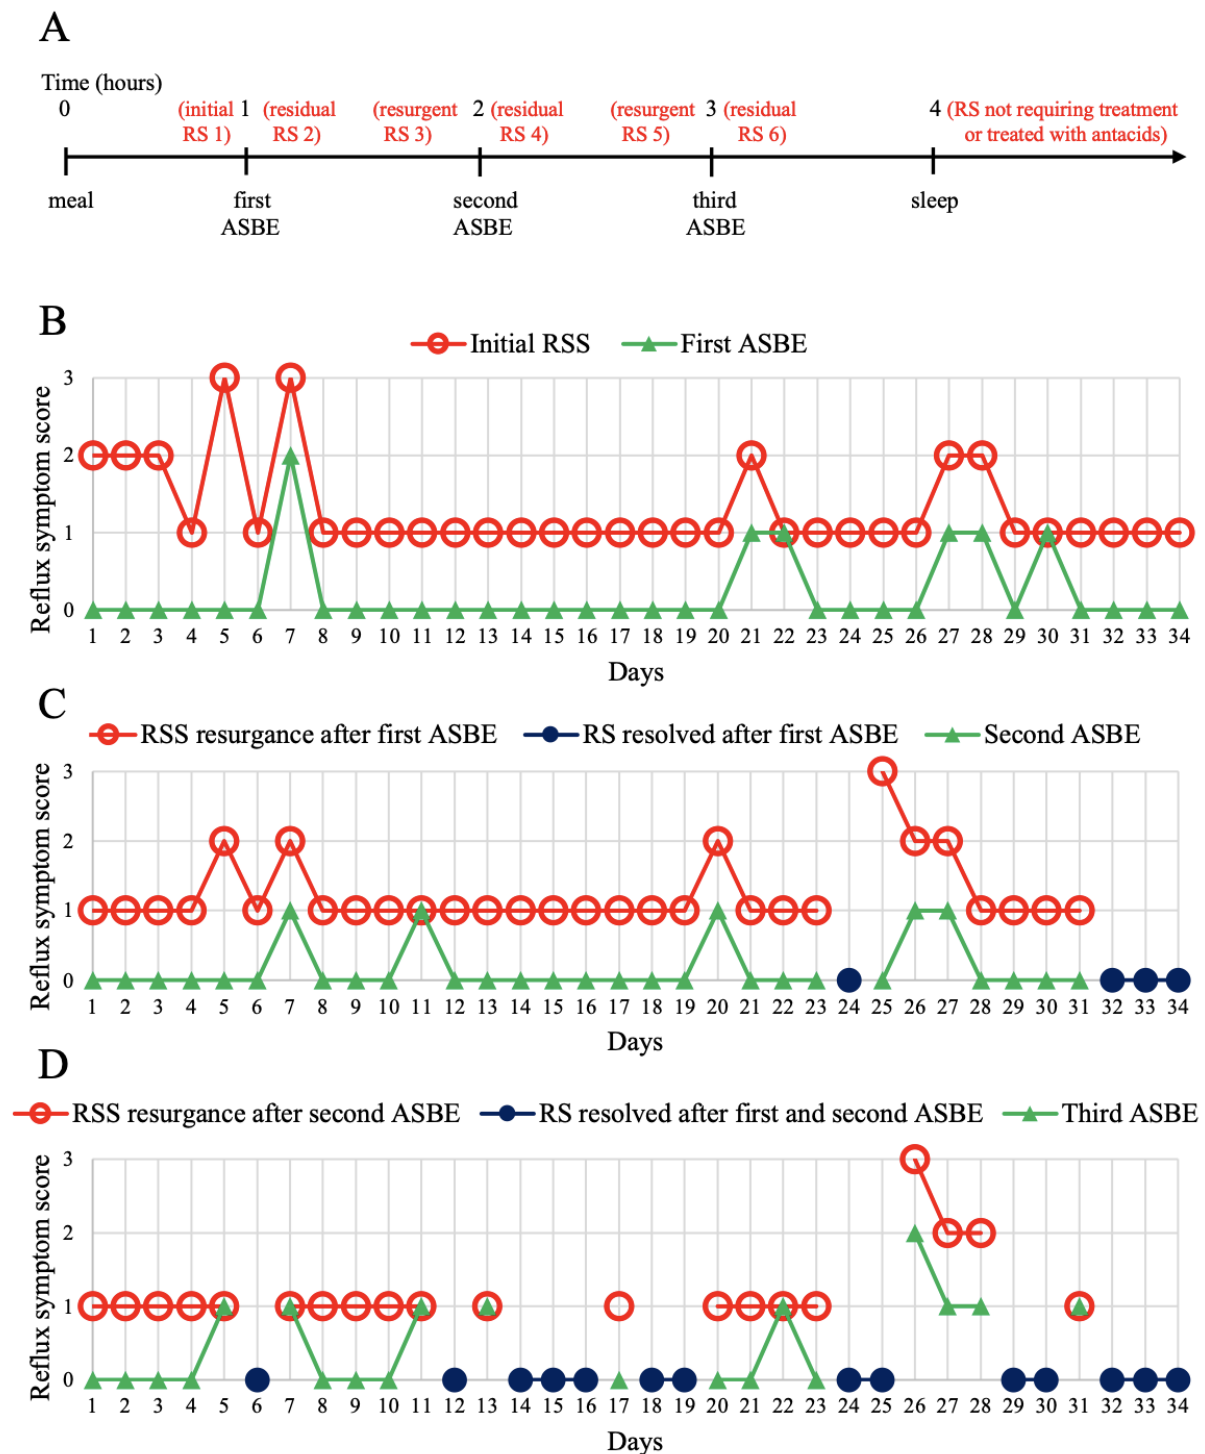 A
Time (hours)
0 (initial 1 (residual (resurgent 2 (residual (resurgent 3 (residual 4 (RS not requiring treatment
RS 1) RS 2) RS 3) RS 4) RS 5) RS 6) or treated with antacids)
meal first second third sleep
ASBE ASBE ASBE
B
Initial RSS First ASBE
Reflux symptom score
3
2
1
0
1 2 3 4 5 6 7 8 9 10 11 12 13 14 15 16 17 18 19 20 21 22 23 24 25 26 27 28 29 30 31 32 33 34
Days
C
RSS resurgance after first ASBE RS resolved after first ASBE Second ASBE
Reflux symptom score
3
2
1
0
1 2 3 4 5 6 7 8 9 10 11 12 13 14 15 16 17 18 19 20 21 22 23 24 25 26 27 28 29 30 31 32 33 34
Days
D
RSS resurgance after second ASBE RS resolved after first and second ASBE Third ASBE
Reflux symptom score
3
2
1
0
1 2 3 4 5 6 7 8 9 10 11 12 13 14 15 16 17 18 19 20 21 22 23 24 25 26 27 28 29 30 31 32 33 34
Days